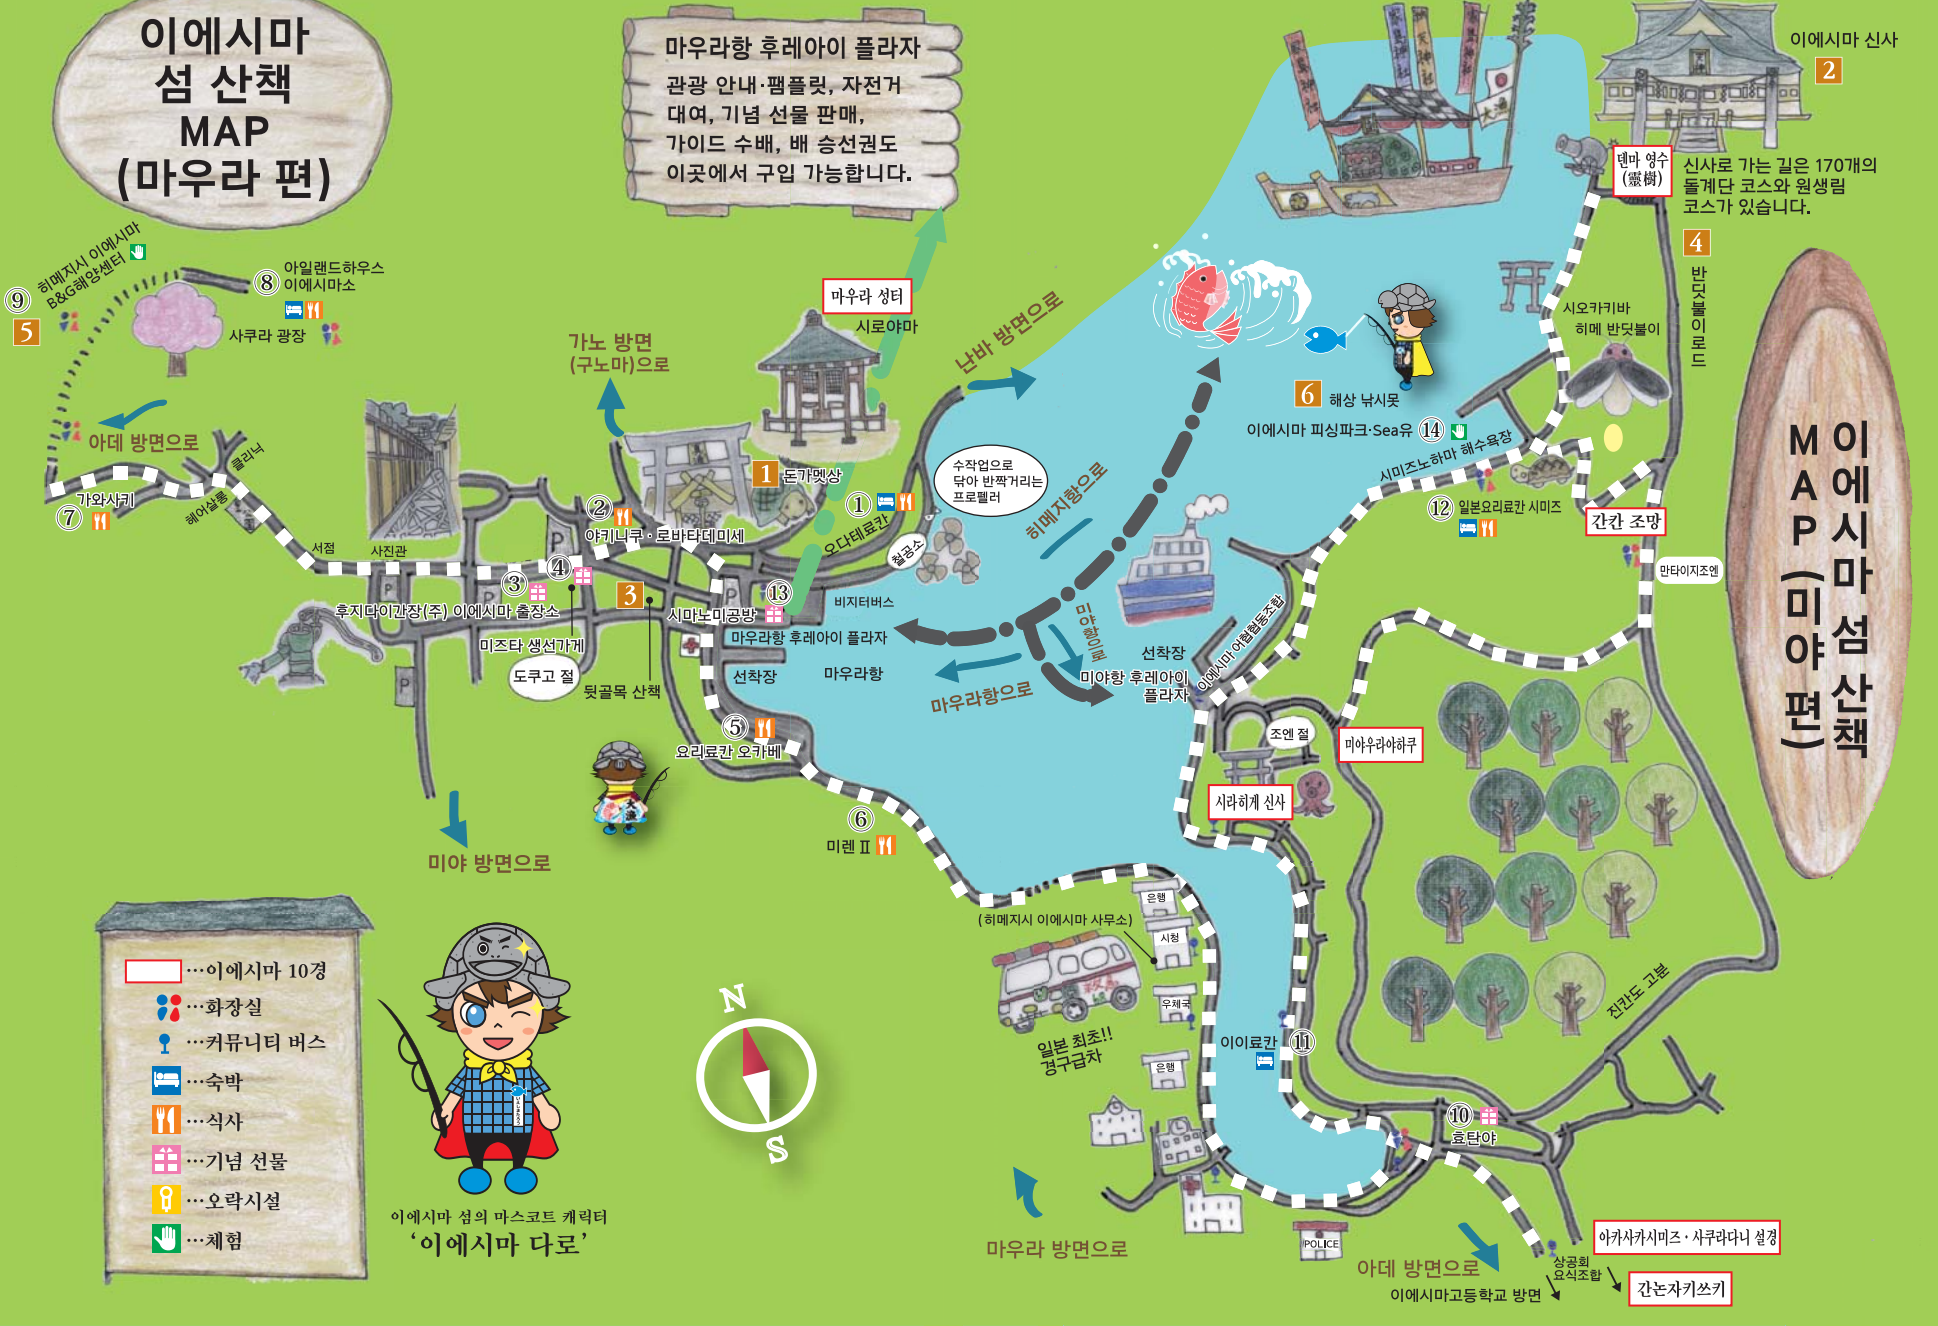 이에시마
섬 산책
MAP
(마우라 편)
마우라항 후레아이 플라자
관광 안내·팸플릿, 자전거
대여, 기념 선물 판매,
가이드 수배, 배 승선권도
이곳에서 구입 가능합니다.
이에시마 신사
2
덴마 영수
(靈樹)
신사로 가는 길은 170개의
돌계단 코스와 원생림
코스가 있습니다.
4
반딧불이로드
이에시마 섬 산책
MAP (미야 편)
히메지시 이에시마
B&G해양센터
⑨
5
⑧
아일랜드하우스
이에시마소
사쿠라 광장
아데 방면으로
가와사키
⑦
클리닉
헤어살롱
서점
사진관
가노 방면
(구노마)으로
마우라 성터
시로야마
난바 방면으로
1
돈가멧상
①
오다테료칸
②
야키니쿠・로바타데미세
수작업으로
닦아 반짝거리는
프로펠러
철공소
P
③
④
후지다이간장(주) 이에시마 출장소
미즈타 생선가게
도쿠고 절
3
뒷골목 산책
P
P
P
시마노미공방
⑬
비지터버스
마우라항 후레아이 플라자
선착장
마우라항
⑤
요리료칸 오카베
大漁
⑥
미렌Ⅱ
미야 방면으로
6
해상 낚시못
이에시마 피싱파크·Sea유 ⑭
시오카키바
히메 반딧불이
시미즈노하마 해수욕장
⑫
일본요리료칸 시미즈
간칸 조망
만타이지조엔
히메지항으로
미야항으로
마우라항으로
선착장
미야항 후레아이
플라자
이에시마 어협협동조합
조엔 절
미야우라야하쿠
시라히게 신사
大漁
(히메지시 이에시마 사무소)
은행
시청
우체국
은행
일본 최초!!
경구급차
이이료칸
⑪
⑩
효탄야
진칸도 고분
POLICE
마우라 방면으로
아데 방면으로
이에시마고등학교 방면
상공회
요식조합
아카사카시미즈・사쿠라다니 설경
간논자키쓰키
…이에시마 10경
…화장실
…커뮤니티 버스
…숙박
…식사
…기념 선물
…오락시설
…체험
이에시마 섬의 마스코트 캐릭터
‘이에시마 다로’
N
S